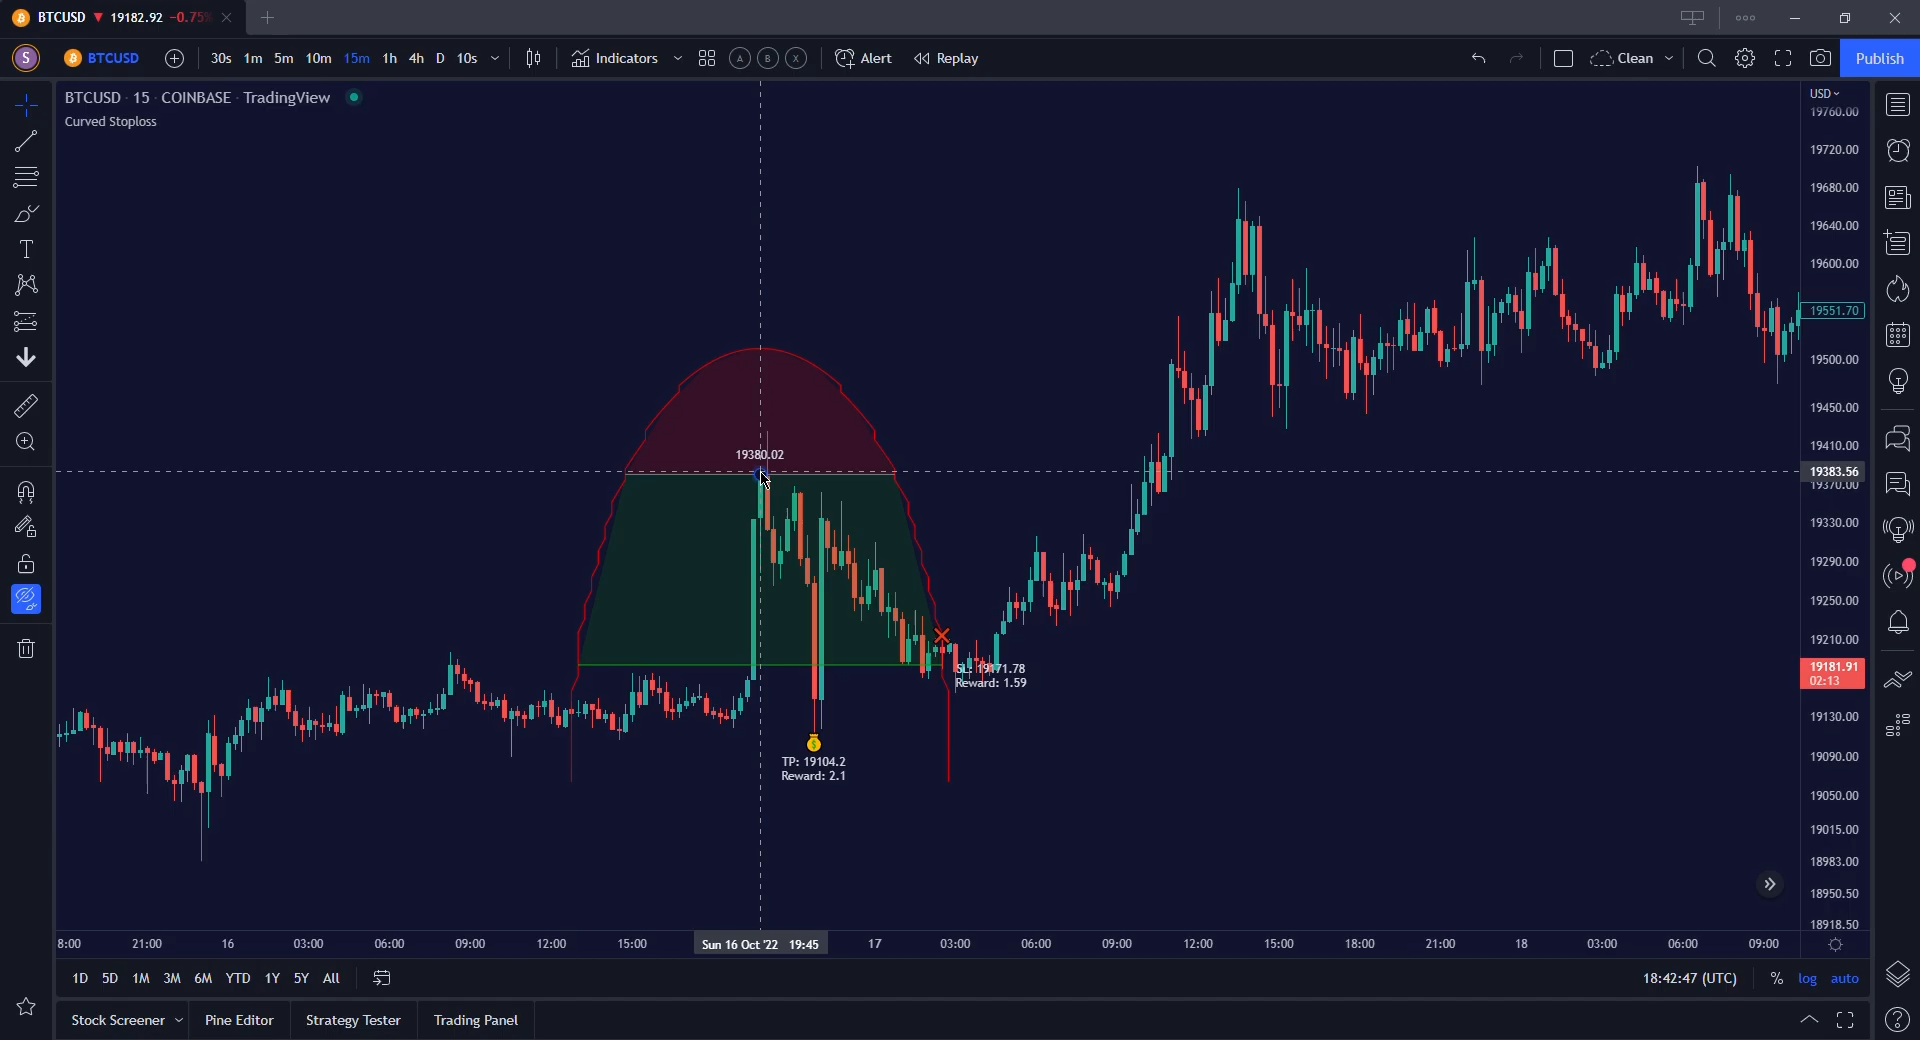 BTCUSD ▼ 19182.92 -0.75%
S BTCUSD 30s 1m 5m 10m 15m 1h 4h D 10s Indicators A B X Alert Replay Clean Publish
BTCUSD · 15 · COINBASE · TradingView
Curved Stoploss
USD
19760.00
19720.00
19680.00
19640.00
19600.00
19551.70
19500.00
19450.00
19410.00
19383.56
19370.00
19330.00
19290.00
19250.00
19210.00
19181.91
02:13
19130.00
19090.00
19050.00
19015.00
18983.00
18950.50
18918.50
19380.02
SL: 19171.78
Reward: 1.59
TP: 19104.2
Reward: 2.1
8:00 21:00 16 03:00 06:00 09:00 12:00 15:00 Sun 16 Oct '22 19:45 17 03:00 06:00 09:00 12:00 15:00 18:00 21:00 18 03:00 06:00 09:00
1D 5D 1M 3M 6M YTD 1Y 5Y All 18:42:47 (UTC) % log auto
Stock Screener Pine Editor Strategy Tester Trading Panel